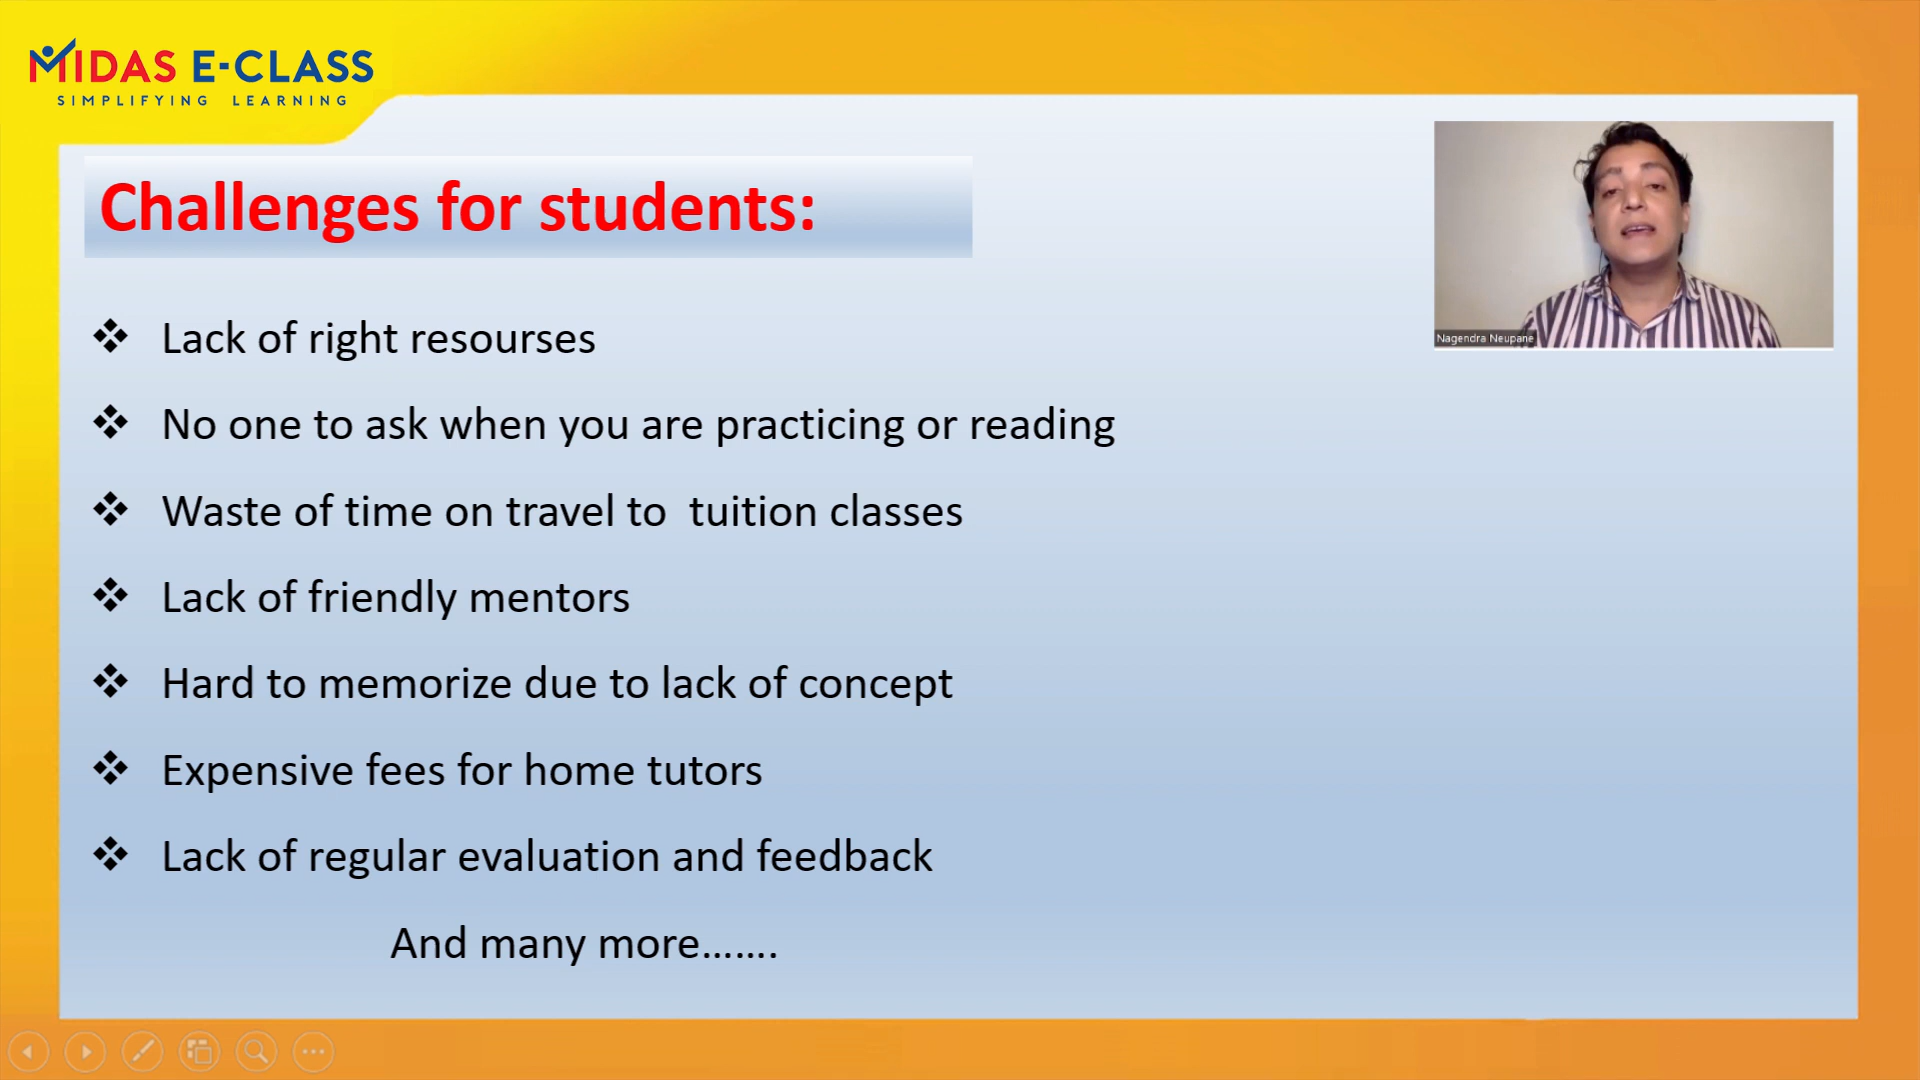 MIDAS E-CLASS
SIMPLIFYING LEARNING
Challenges for students:
Nagendra Neupane
❖ Lack of right resourses
❖ No one to ask when you are practicing or reading
❖ Waste of time on travel to  tuition classes
❖ Lack of friendly mentors
❖ Hard to memorize due to lack of concept
❖ Expensive fees for home tutors
❖ Lack of regular evaluation and feedback
And many more.......